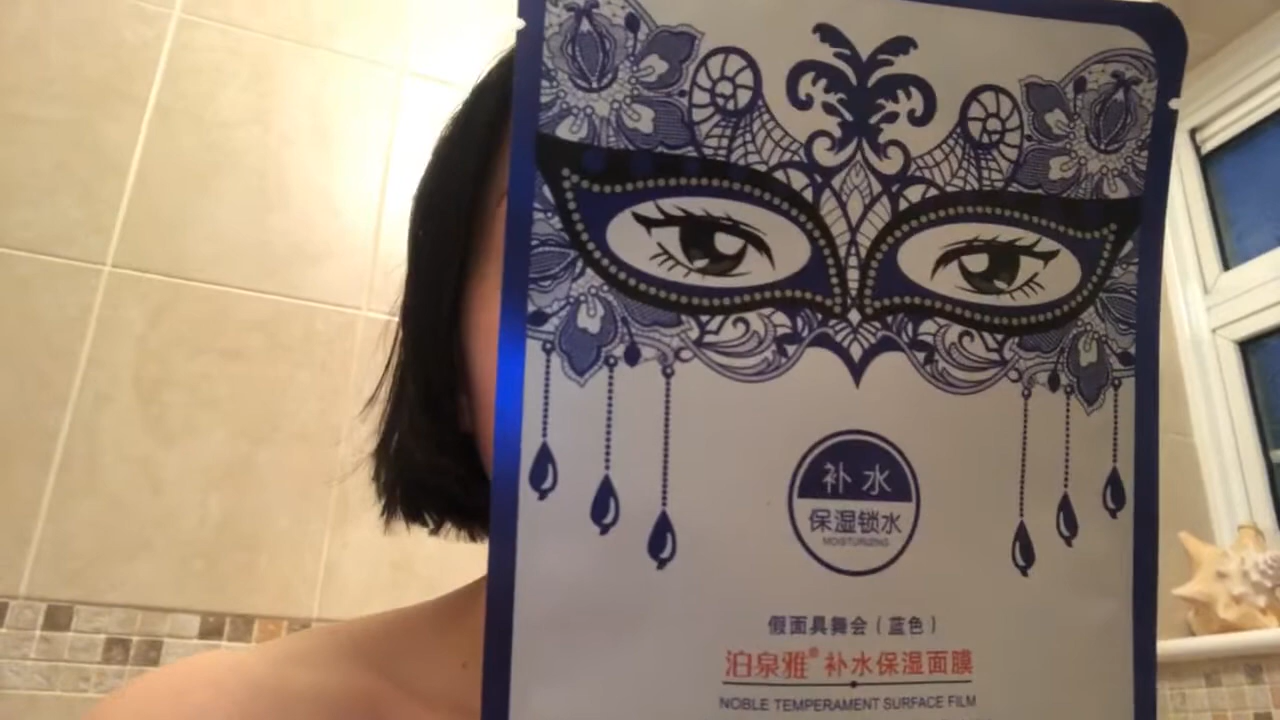 补水
保湿锁水
MOISTURIZING
假面具舞会（蓝色）
泊泉雅® 补水保湿面膜
NOBLE TEMPERAMENT SURFACE FILM